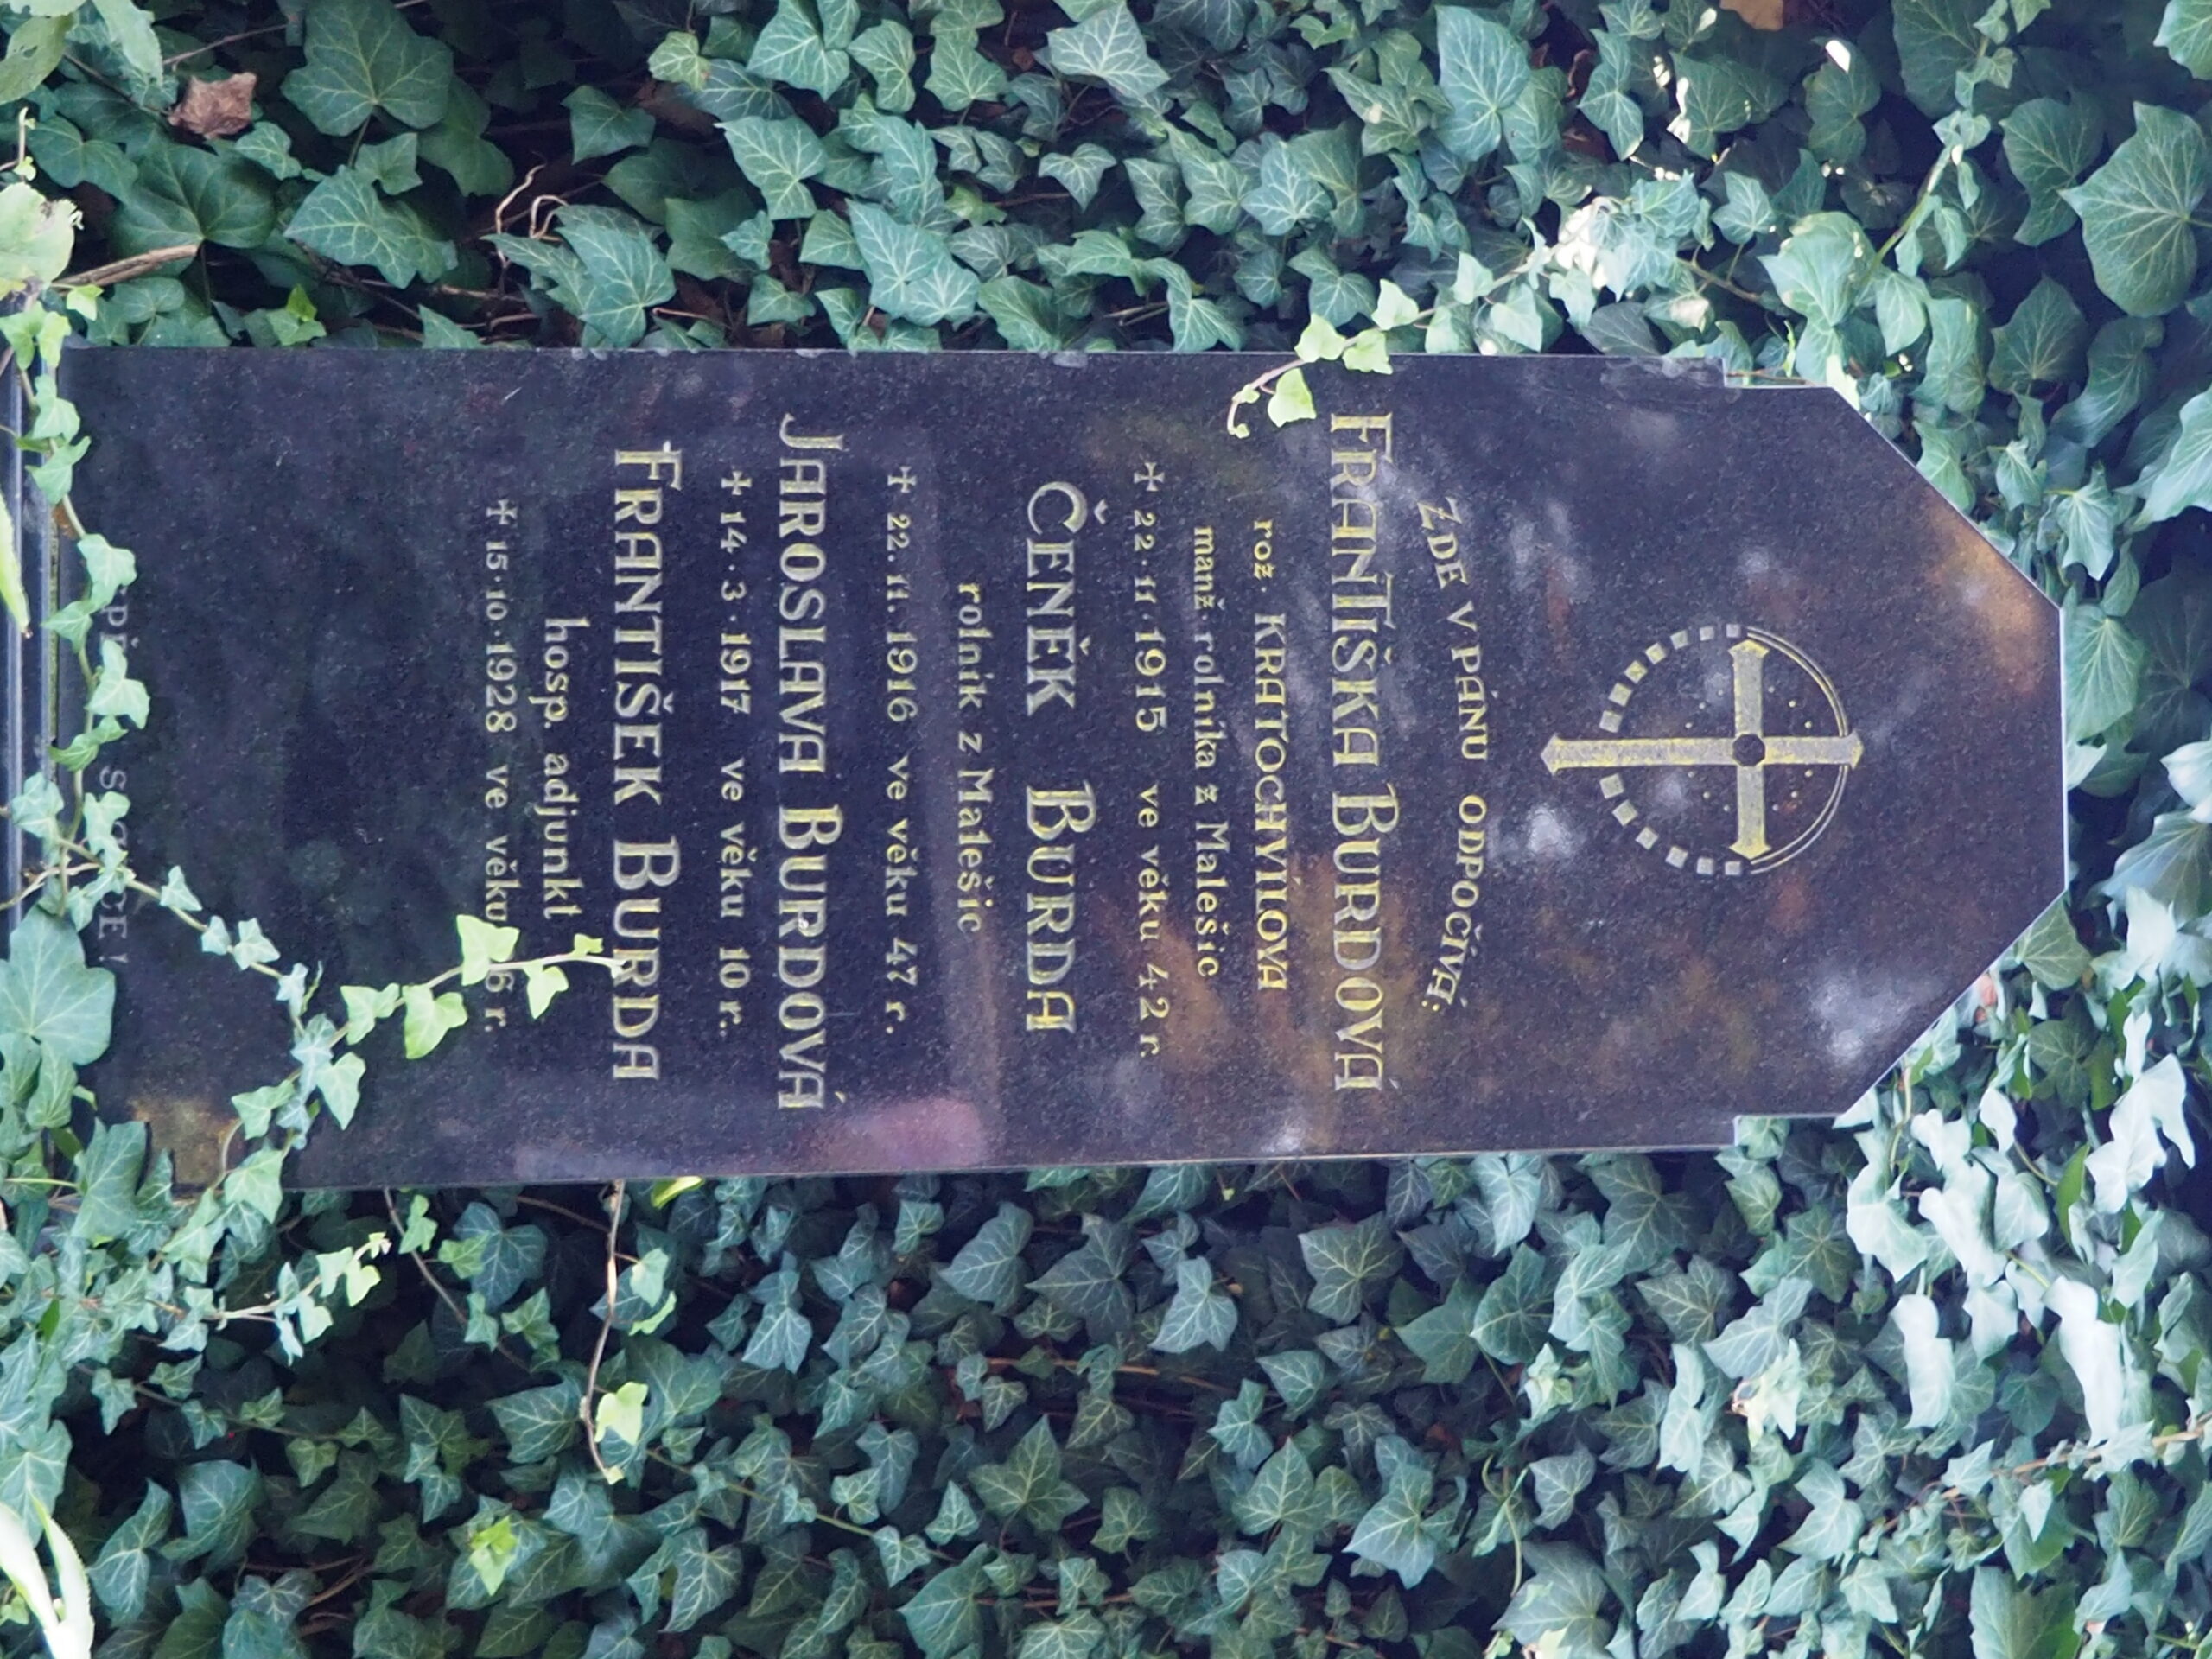 ZDE V PÁNU ODPOČÍVÁ:
FRANTIŠKA BURDOVÁ
roz. KRATOCHVÍLOVA
manž. rolníka z Malešic
✠ 22.11.1915 ve věku 42 r.
ČENĚK BURDA
rolník z Malešic
✠ 22.11.1916 ve věku 47 r.
JAROSLAVA BURDOVÁ
✠ 14.3.1917 ve věku 10 r.
FRANTIŠEK BURDA
hosp. adjunkt
✠ 15.10.1928 ve věku r.